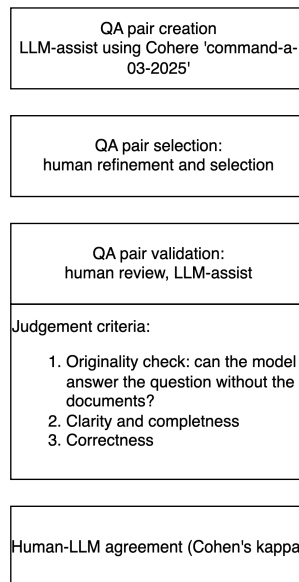 QA pair creation
LLM-assist using Cohere 'command-a-
03-2025'
QA pair selection:
human refinement and selection
QA pair validation:
human review, LLM-assist
Judgement criteria:
1. Originality check: can the model
answer the question without the
documents?
2. Clarity and completness
3. Correctness
Human-LLM agreement (Cohen's kappa